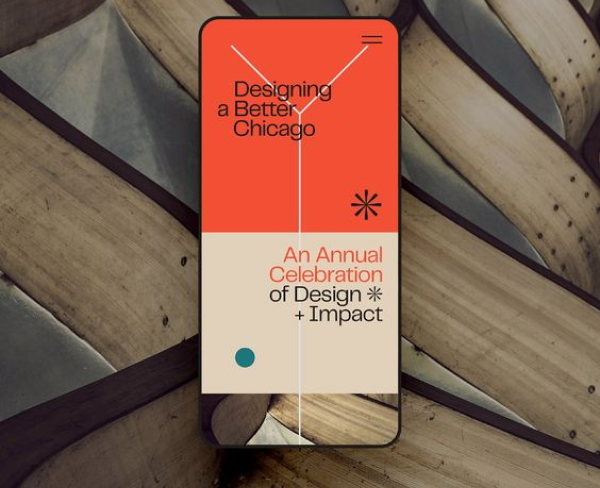 Designing
a Better
Chicago
An Annual
Celebration
of Design
+ Impact